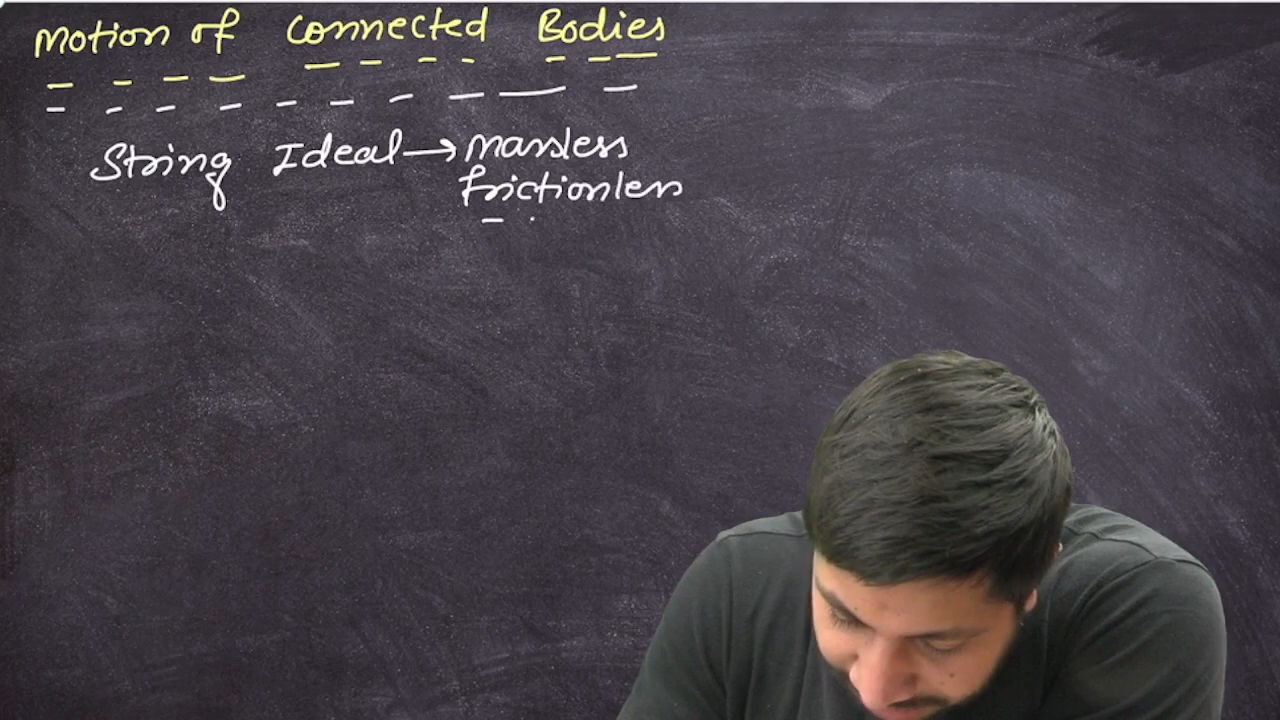 Motion of Connected Bodies
String Ideal → Massless
frictionless